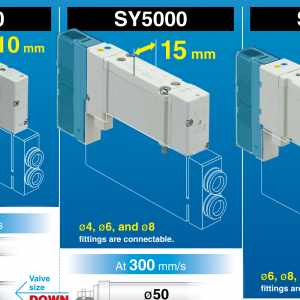 SY5000
10 mm
15 mm
ø4, ø6, and ø8
fittings are connectable.
ø6, ø8,
fittings are
At 300 mm/s
Valve
size
DOWN
ø50